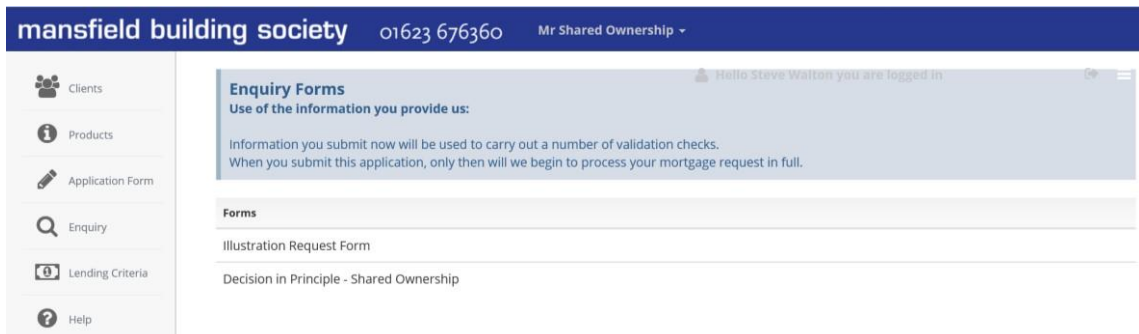 mansfield building society 01623 676360 Mr Shared Ownership
Hello Steve Walton you are logged in
Clients
Products
Application Form
Enquiry
Lending Criteria
Help
Enquiry Forms
Use of the information you provide us:
Information you submit now will be used to carry out a number of validation checks.
When you submit this application, only then will we begin to process your mortgage request in full.
Forms
Illustration Request Form
Decision in Principle - Shared Ownership